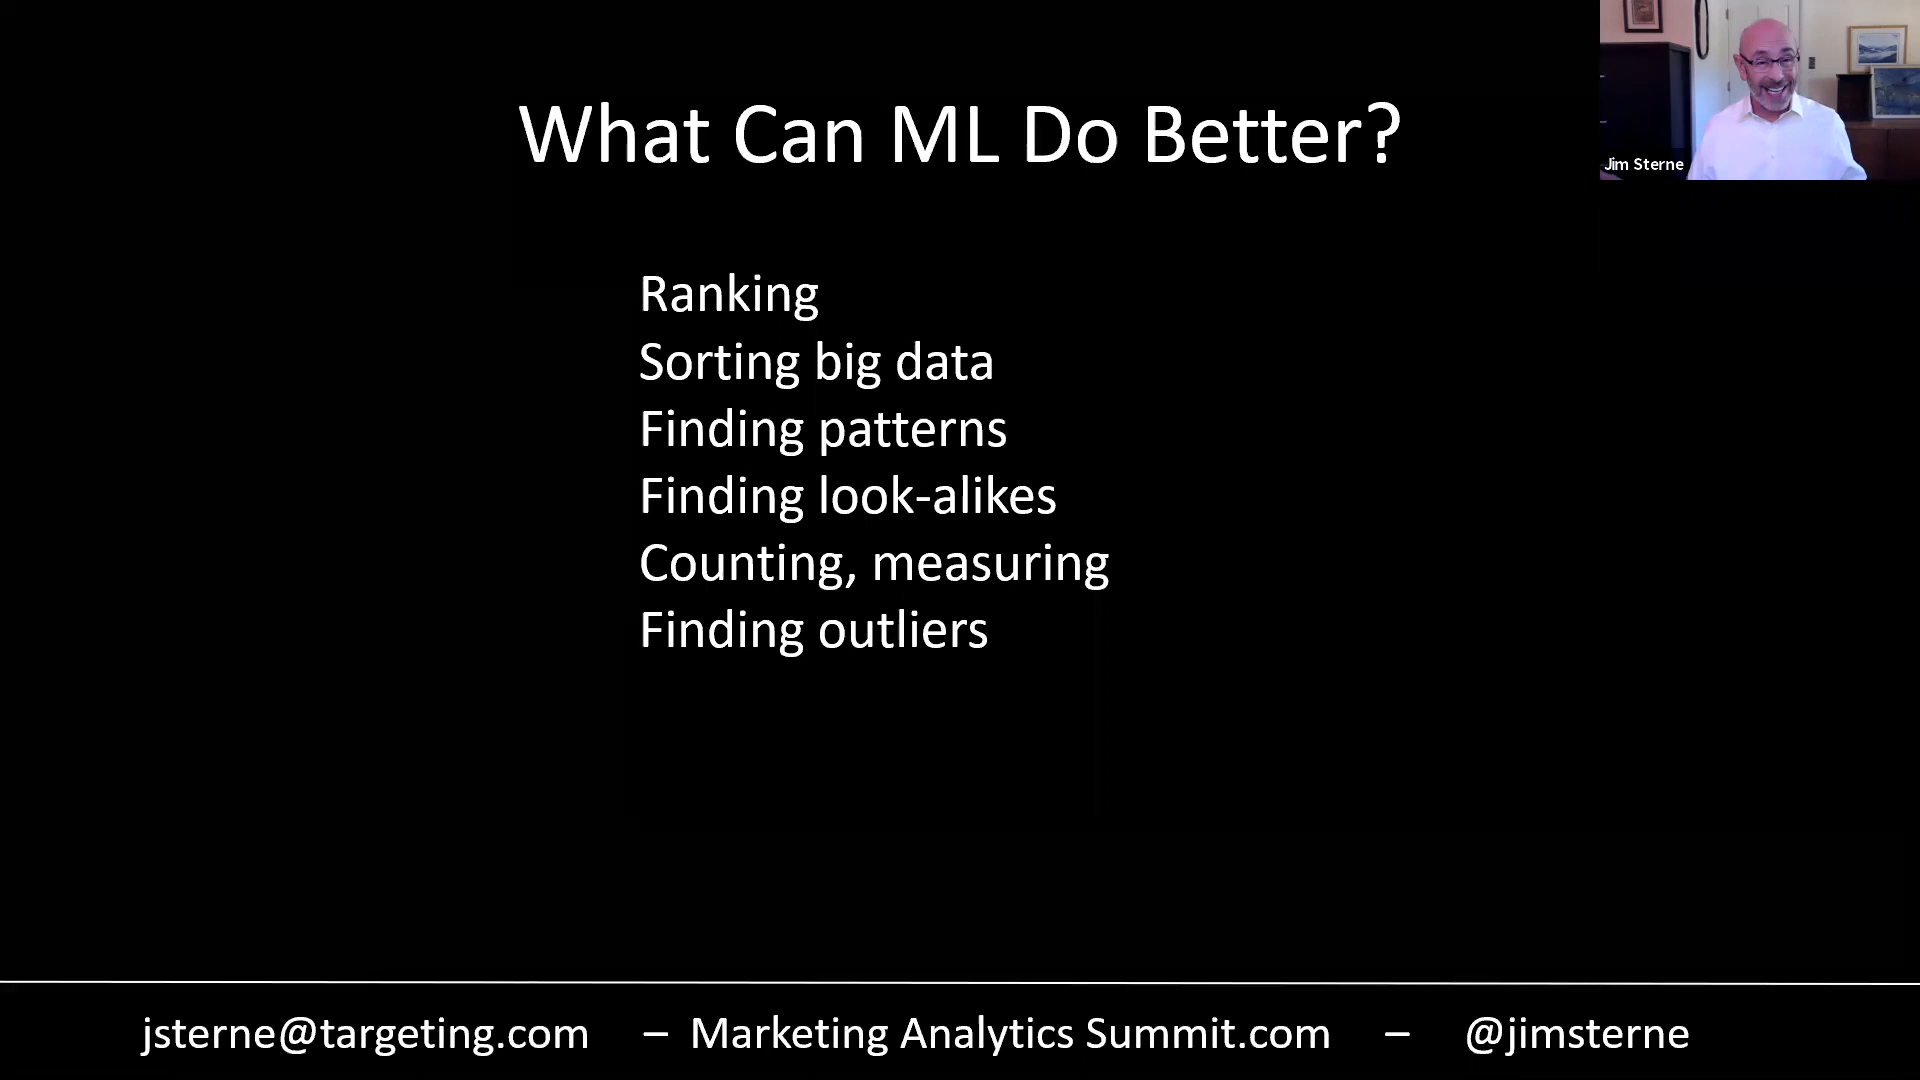 What Can ML Do Better?
Jim Sterne
Ranking
Sorting big data
Finding patterns
Finding look-alikes
Counting, measuring
Finding outliers
jsterne@targeting.com – Marketing Analytics Summit.com – @jimsterne